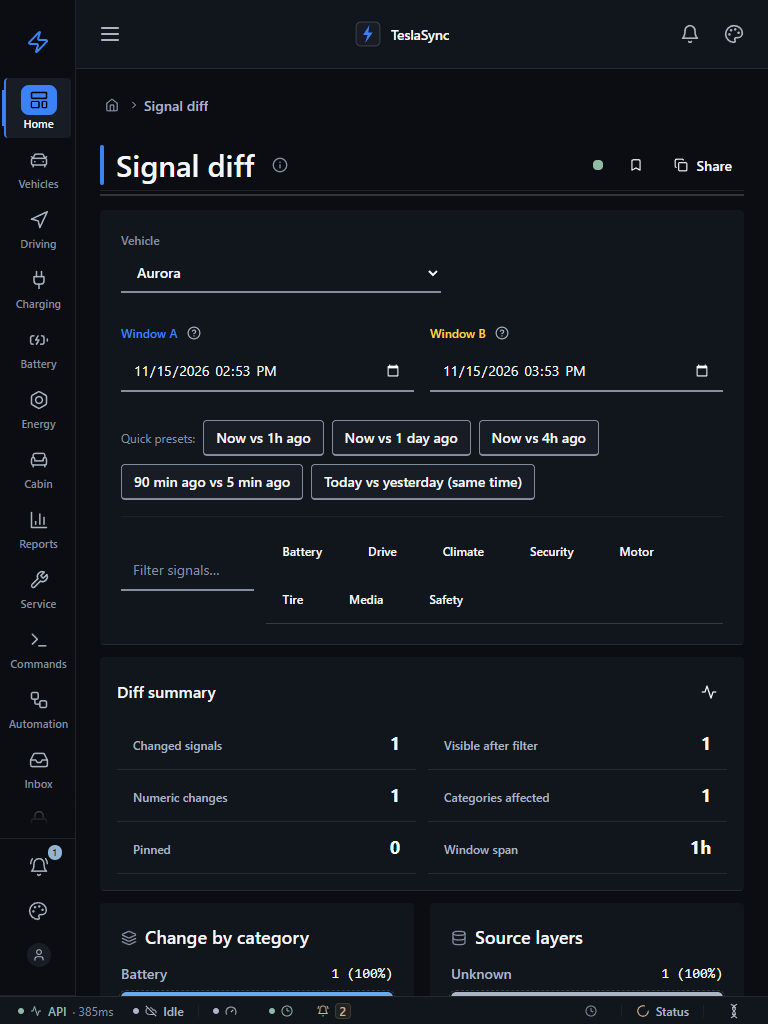 TeslaSync
Home
Vehicles
Driving
Charging
Battery
Energy
Cabin
Reports
Service
Commands
Automation
Inbox
1
Signal diff
Signal diff
Share
Vehicle
Aurora
Window A
Window B
11/15/2026 02:53 PM
11/15/2026 03:53 PM
Quick presets:
Now vs 1h ago
Now vs 1 day ago
Now vs 4h ago
90 min ago vs 5 min ago
Today vs yesterday (same time)
Filter signals...
Battery
Drive
Climate
Security
Motor
Tire
Media
Safety
Diff summary
Changed signals 1
Visible after filter 1
Numeric changes 1
Categories affected 1
Pinned 0
Window span 1h
Change by category
Battery 1 (100%)
Source layers
Unknown 1 (100%)
API · 385ms
Idle
2
Status